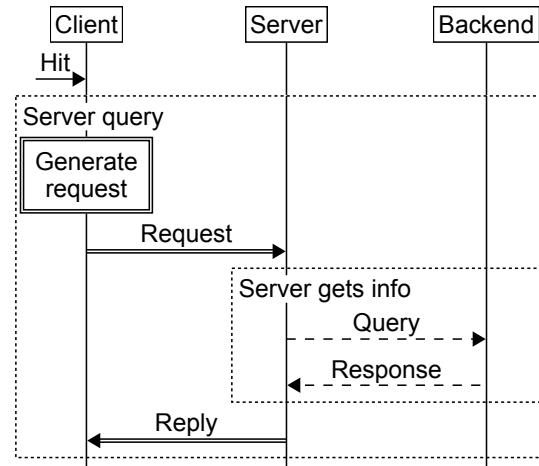 Client Server Backend
Hit
Server query
Generate
request
Request
Server gets info
Query
Response
Reply